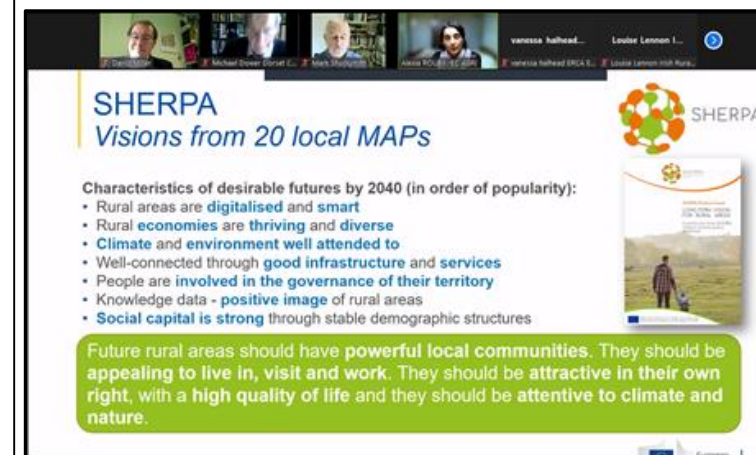 vanessa halhead...
Louise Lennon I...
David Miller
Michael Dower Dorset C...
Mark Shucksmith
Alexia ROUBY -EC AGRI
vanessa halhead ERCA E...
Louise Lennon Irish Rura...
SHERPA
Visions from 20 local MAPs
SHERPA
Characteristics of desirable futures by 2040 (in order of popularity):
• Rural areas are digitalised and smart
• Rural economies are thriving and diverse
• Climate and environment well attended to
• Well-connected through good infrastructure and services
• People are involved in the governance of their territory
• Knowledge data - positive image of rural areas
• Social capital is strong through stable demographic structures
LONG-TERM VISION
FOR RURAL AREAS
Future rural areas should have powerful local communities. They should be
appealing to live in, visit and work. They should be attractive in their own
right, with a high quality of life and they should be attentive to climate and
nature.